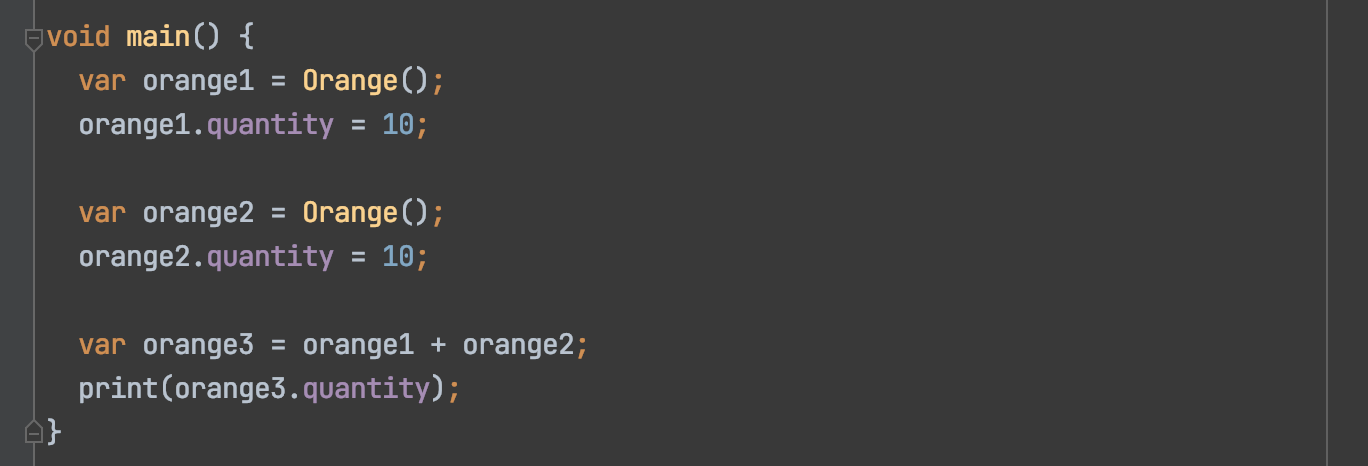 void main() {
  var orange1 = Orange();
  orange1.quantity = 10;

  var orange2 = Orange();
  orange2.quantity = 10;

  var orange3 = orange1 + orange2;
  print(orange3.quantity);
}